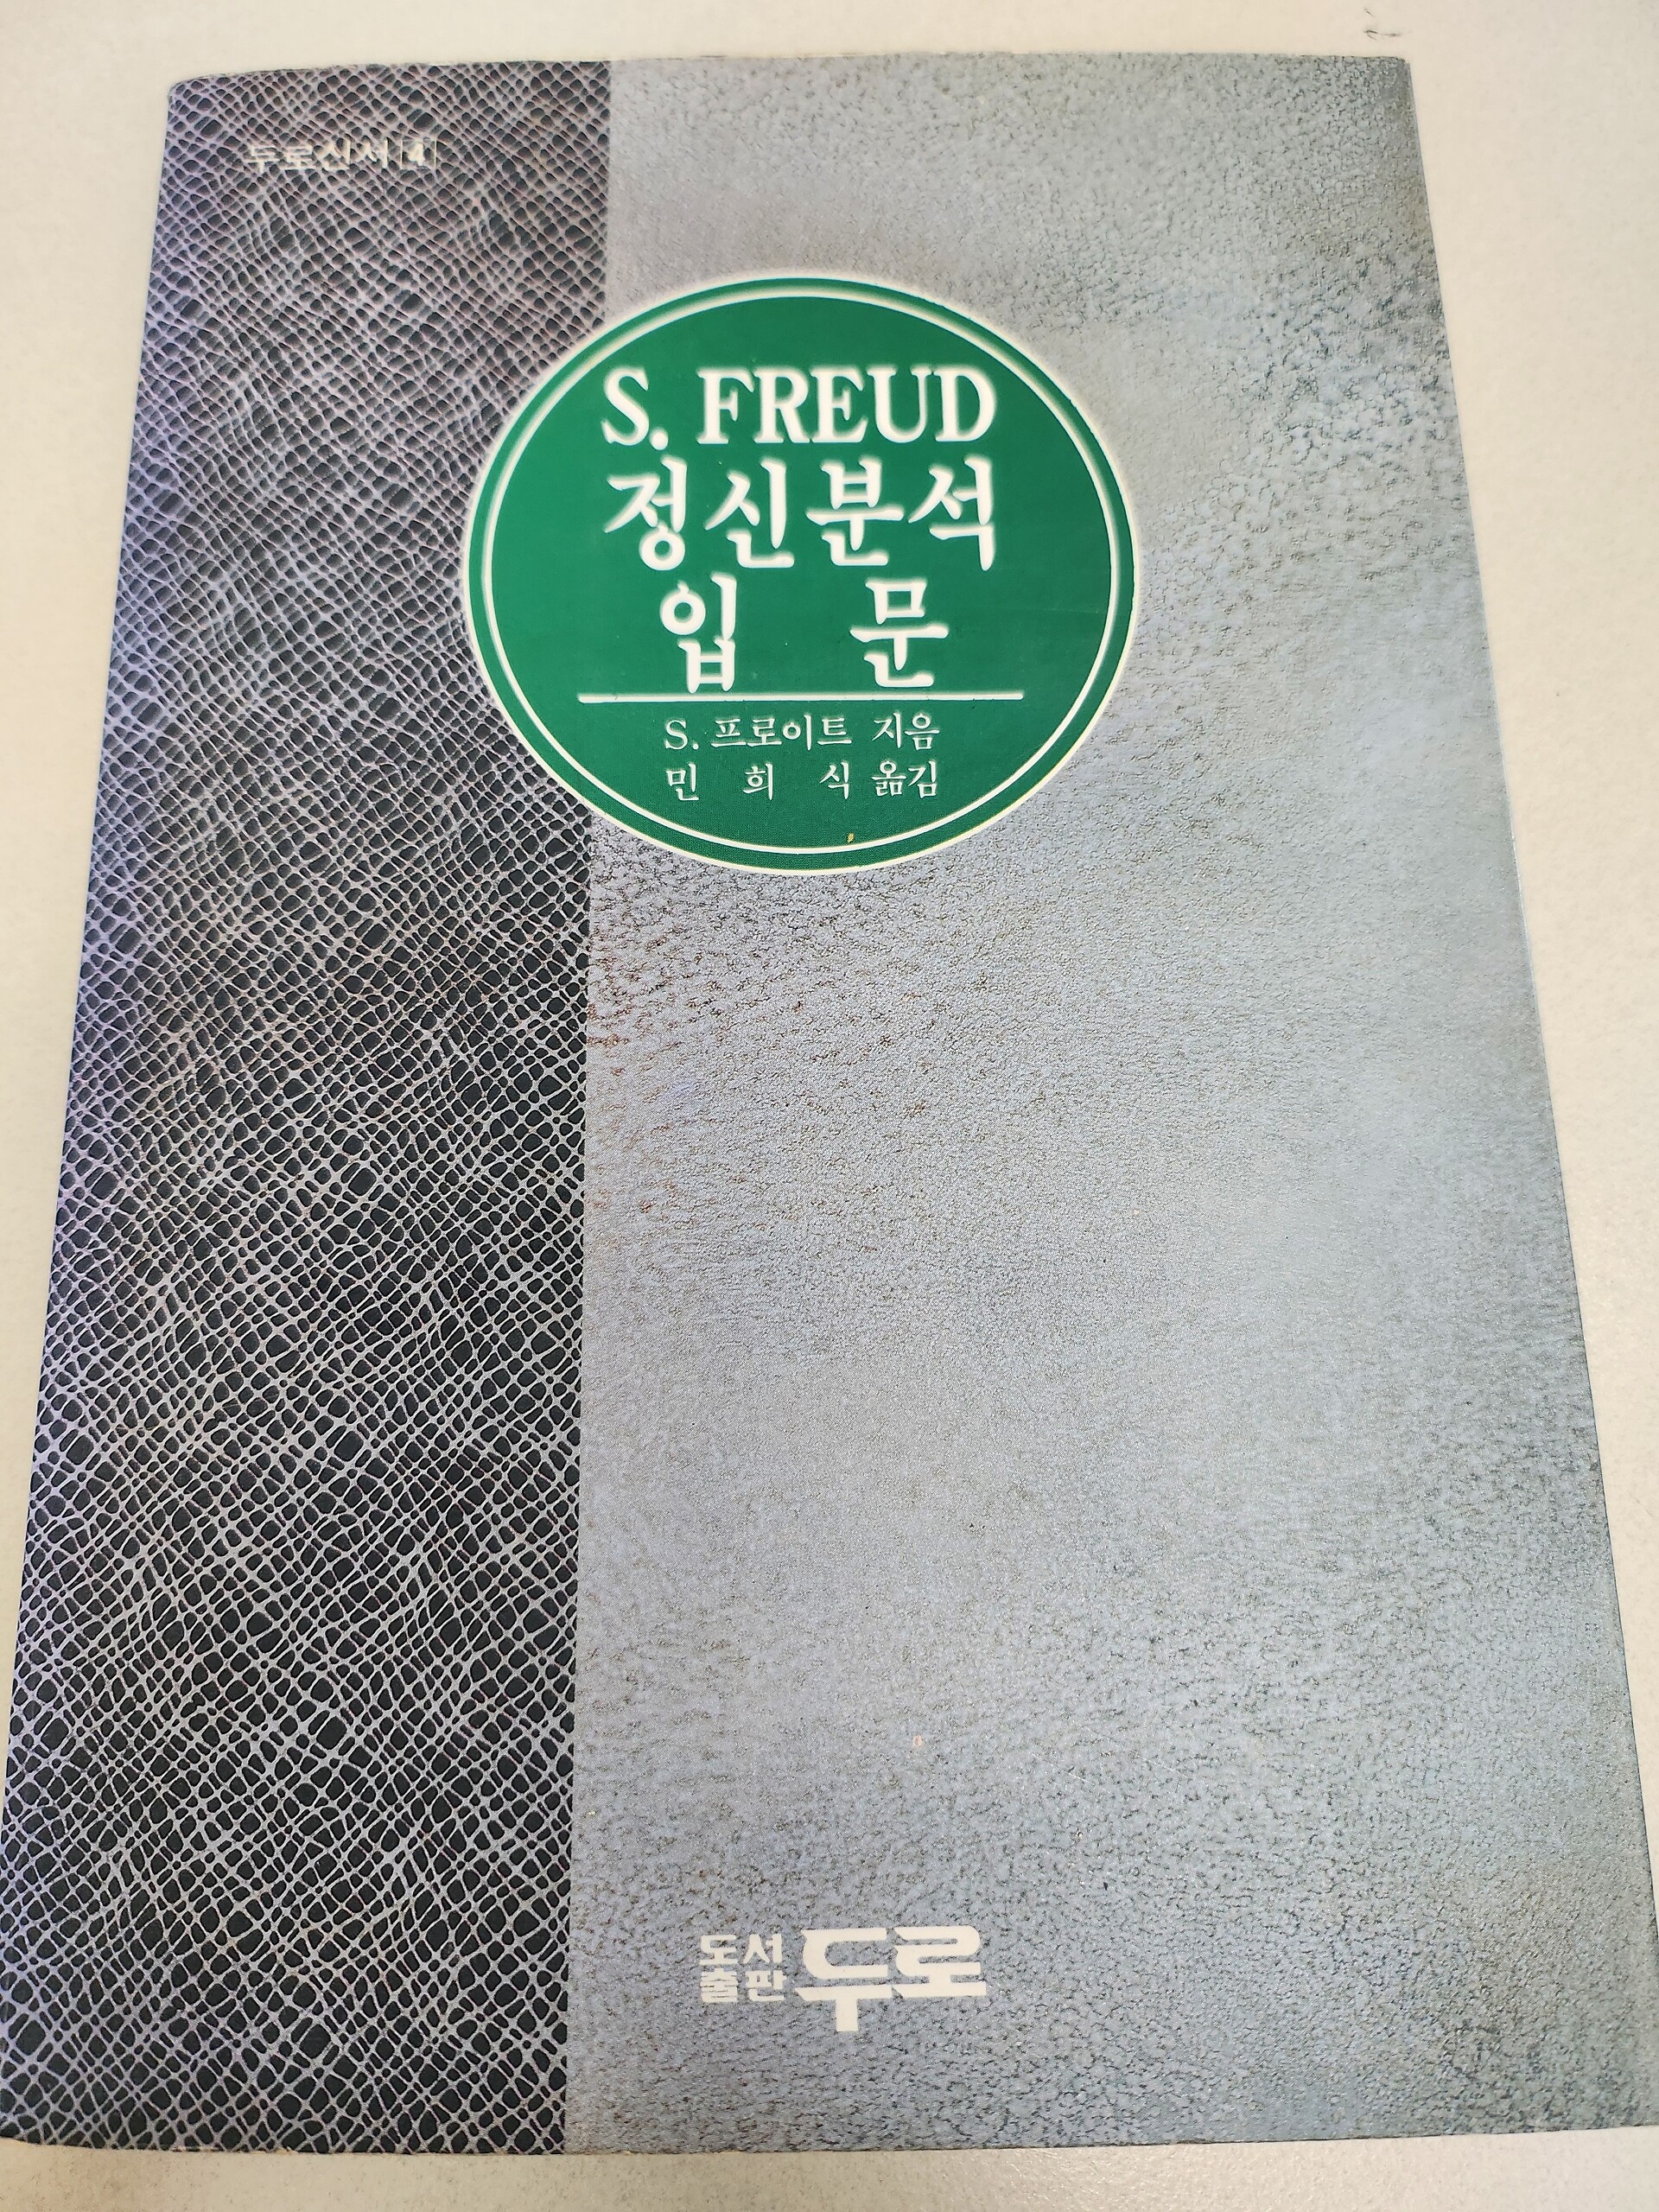 두로신서 4
S. FREUD
정신분석
입 문
S. 프로이트 지음
민 희 식 옮김
도서
출판 두로